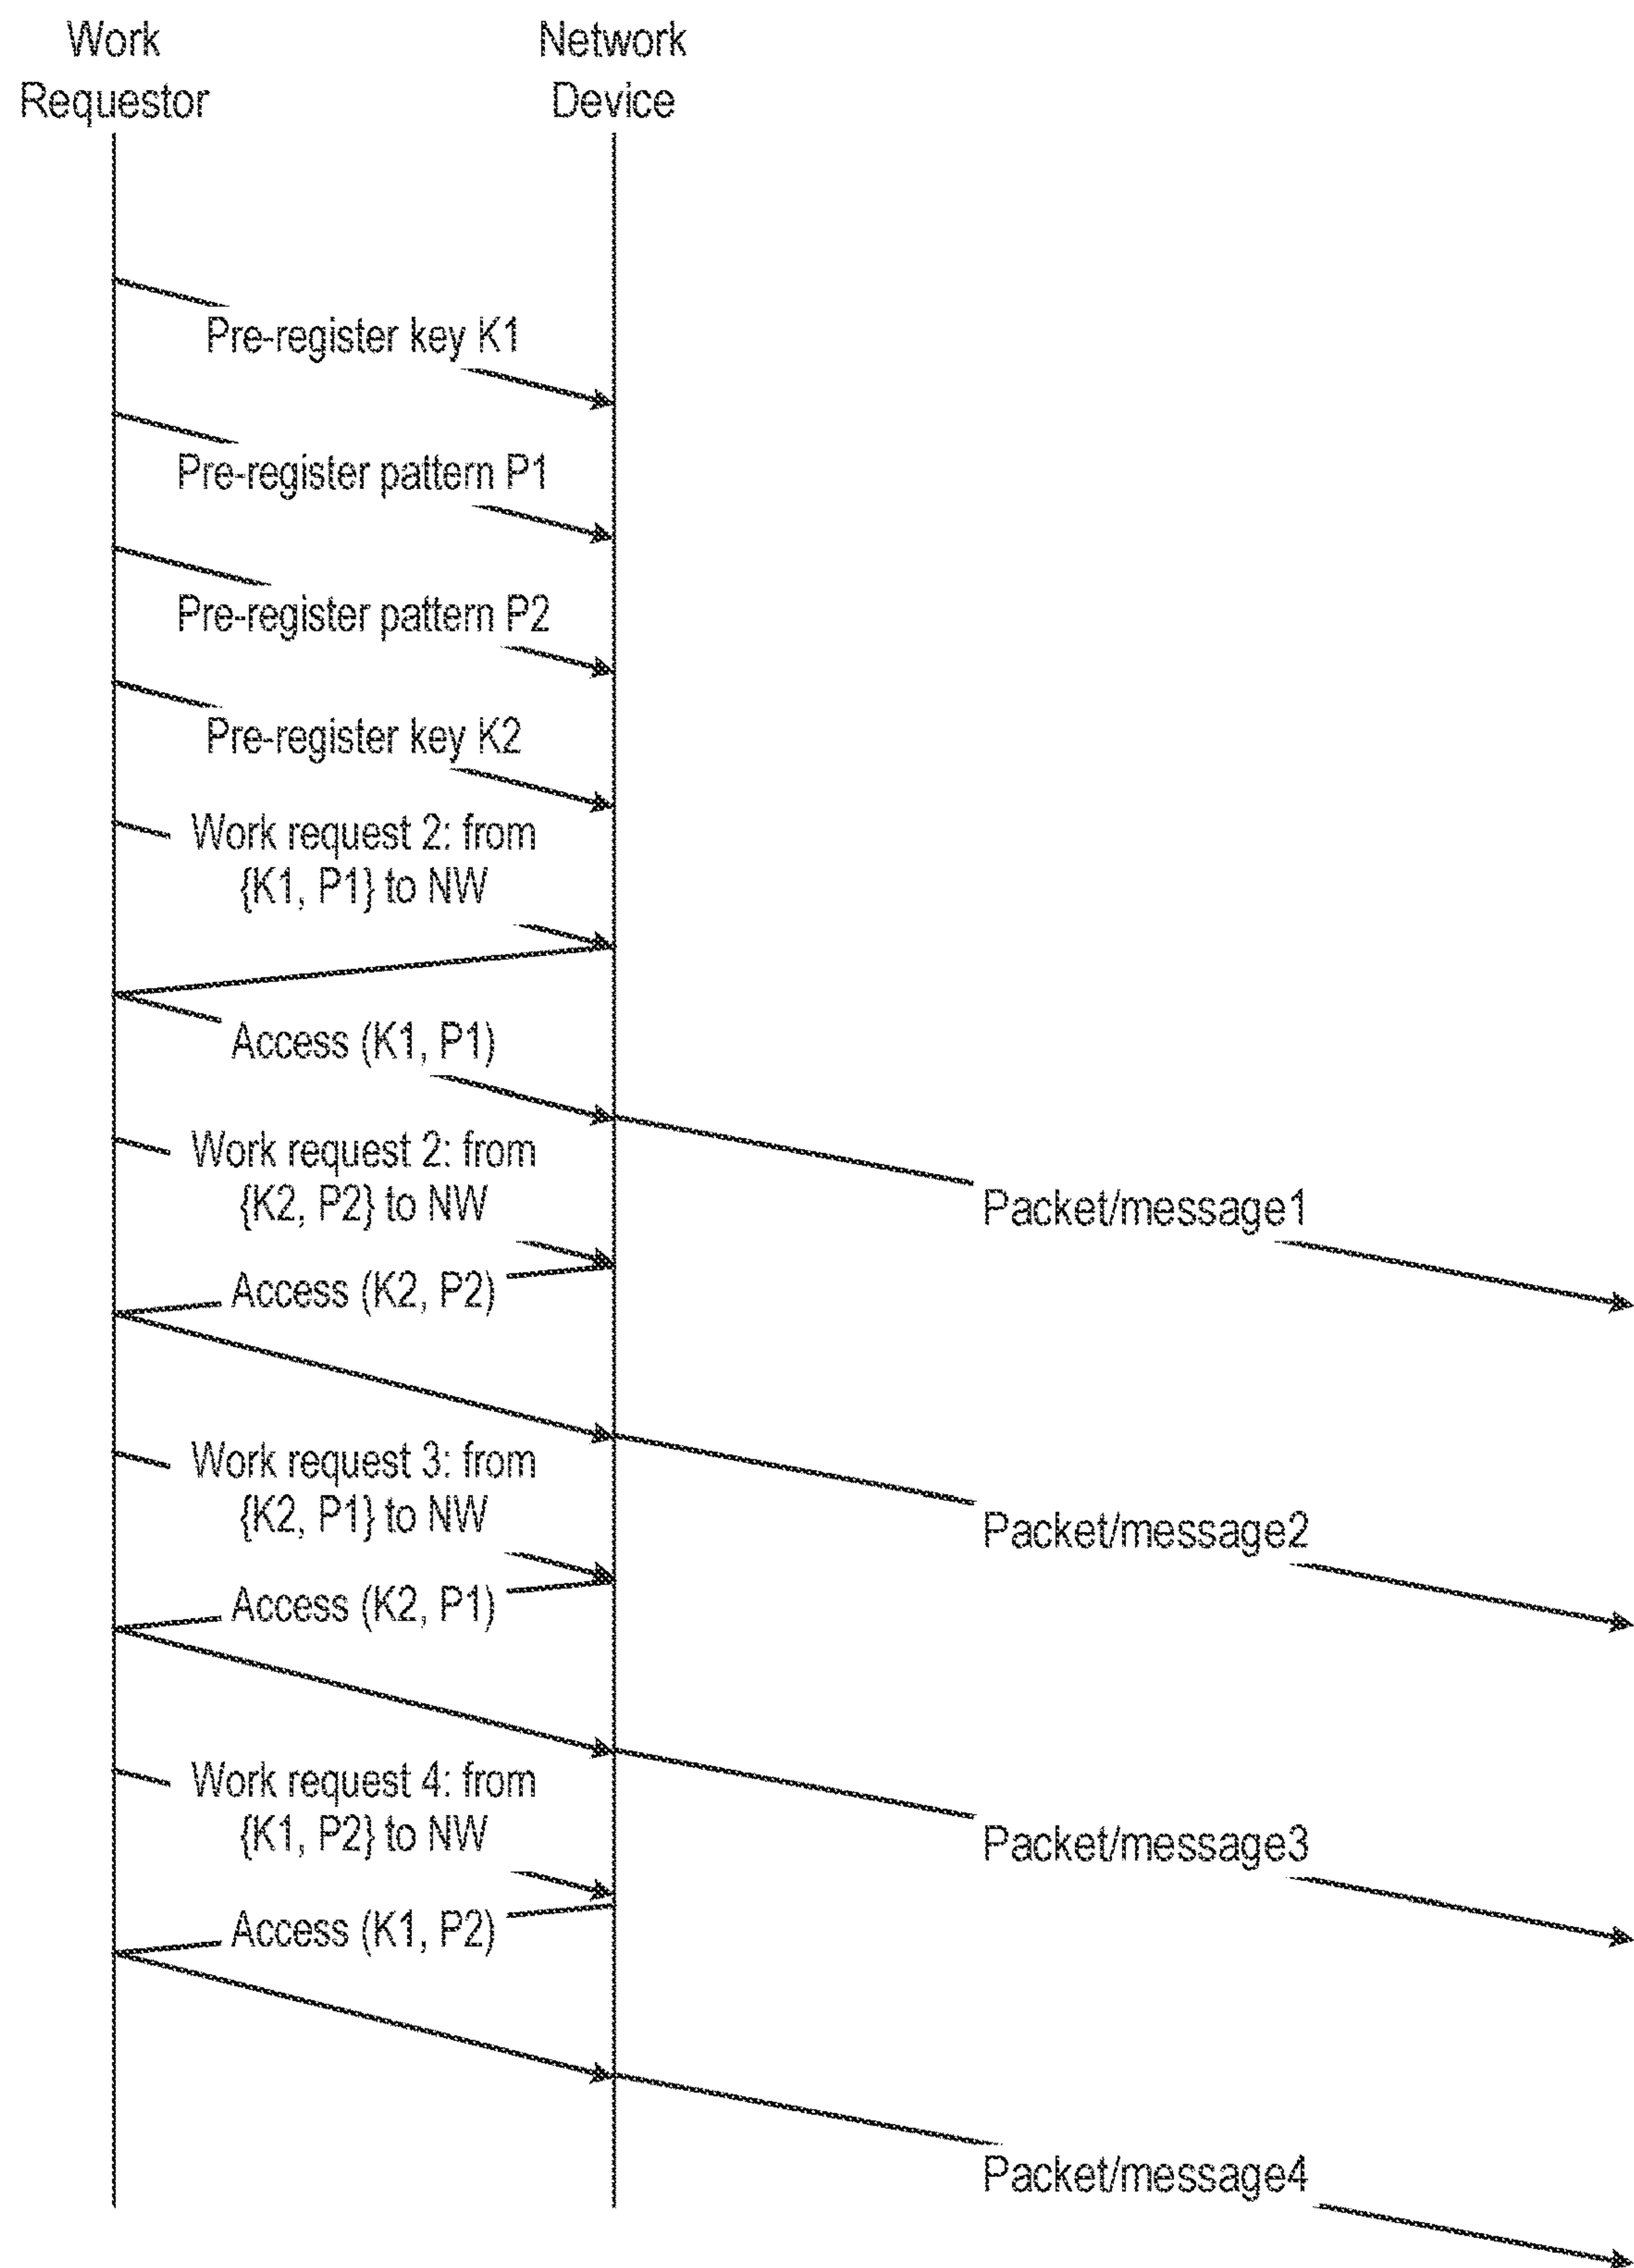 Work
Requestor
Network
Device
Pre-register key K1
Pre-register pattern P1
Pre-register pattern P2
Pre-register key K2
Work request 2: from
{K1, P1} to NW
Access (K1, P1)
Work request 2: from
{K2, P2} to NW
Packet/message1
Access (K2, P2)
Work request 3: from
{K2, P1} to NW
Packet/message2
Access (K2, P1)
Work request 4: from
{K1, P2} to NW
Packet/message3
Access (K1, P2)
Packet/message4